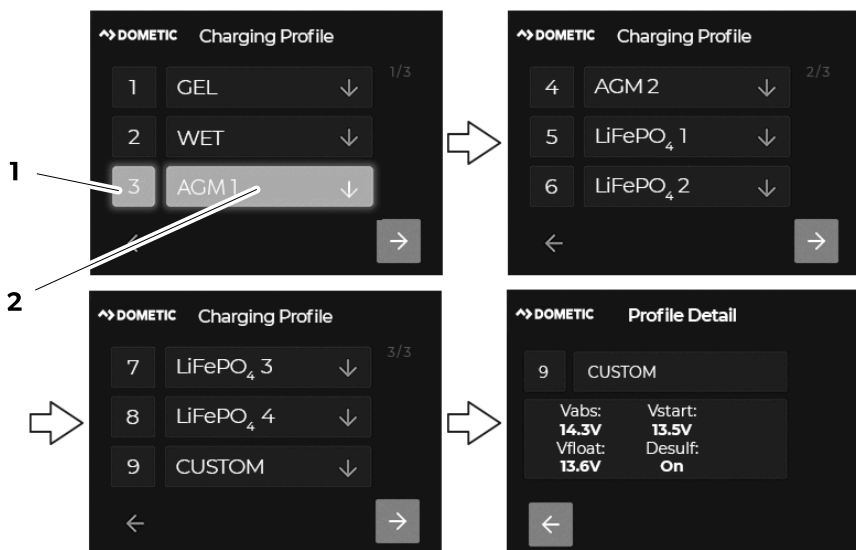 DOMETIC Charging Profile
1/3
1 GEL
2 WET
3 AGM 1
1
2
DOMETIC Charging Profile
2/3
4 AGM 2
5 LiFePO₄ 1
6 LiFePO₄ 2
DOMETIC Charging Profile
3/3
7 LiFePO₄ 3
8 LiFePO₄ 4
9 CUSTOM
DOMETIC Profile Detail
9 CUSTOM
Vabs: Vstart:
14.3V 13.5V
Vfloat: Desulf:
13.6V On